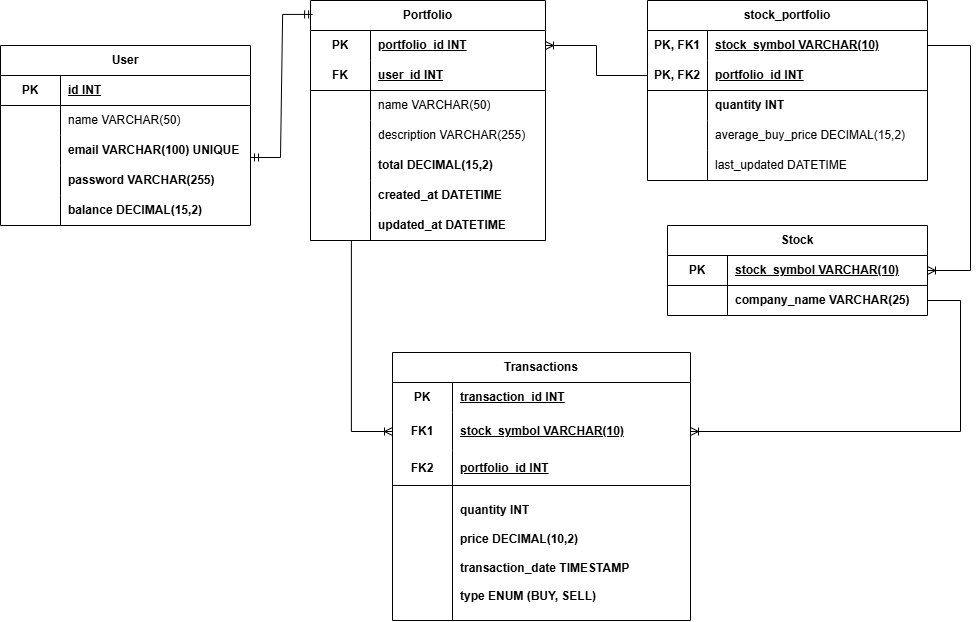 User
PK id INT
name VARCHAR(50)
email VARCHAR(100) UNIQUE
password VARCHAR(255)
balance DECIMAL(15,2)
Portfolio
PK portfolio_id INT
FK user_id INT
name VARCHAR(50)
description VARCHAR(255)
total DECIMAL(15,2)
created_at DATETIME
updated_at DATETIME
stock_portfolio
PK, FK1 stock_symbol VARCHAR(10)
PK, FK2 portfolio_id INT
quantity INT
average_buy_price DECIMAL(15,2)
last_updated DATETIME
Stock
PK stock_symbol VARCHAR(10)
company_name VARCHAR(25)
Transactions
PK transaction_id INT
FK1 stock_symbol VARCHAR(10)
FK2 portfolio_id INT
quantity INT
price DECIMAL(10,2)
transaction_date TIMESTAMP
type ENUM (BUY, SELL)